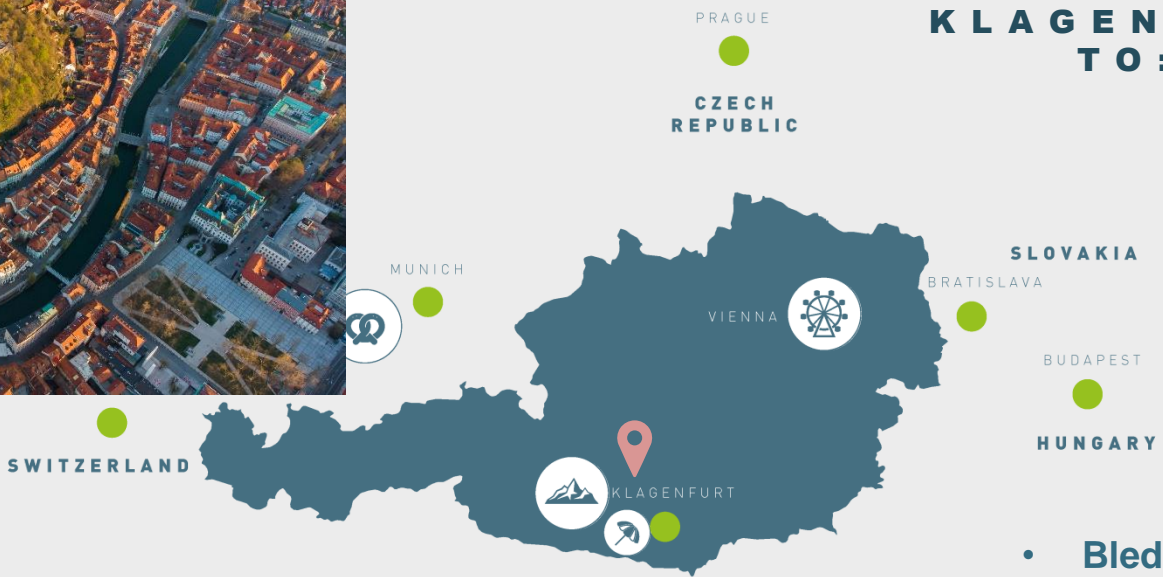 PRAGUE
KLAGEN
TO:
CZECH
REPUBLIC
SLOVAKIA
MUNICH
BRATISLAVA
VIENNA
BUDAPEST
HUNGARY
SWITZERLAND
KLAGENFURT
• Bled